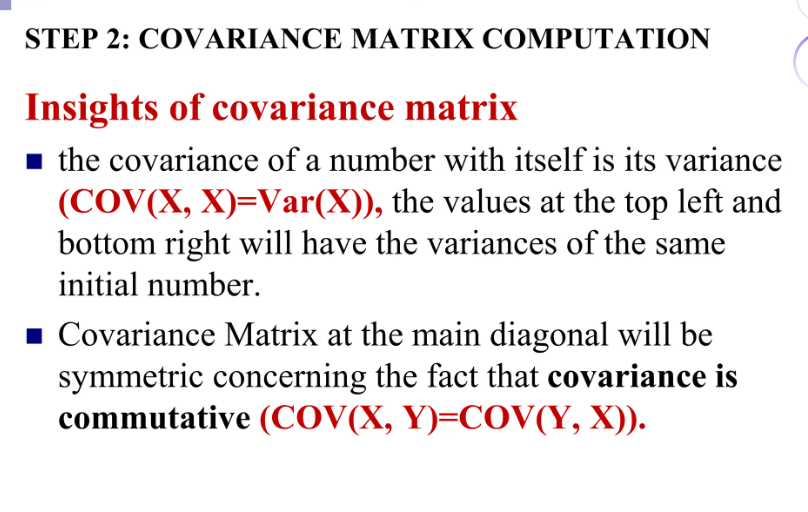 STEP 2: COVARIANCE MATRIX COMPUTATION
Insights of covariance matrix
■ the covariance of a number with itself is its variance
(COV(X, X)=Var(X)), the values at the top left and
bottom right will have the variances of the same
initial number.
■ Covariance Matrix at the main diagonal will be
symmetric concerning the fact that covariance is
commutative (COV(X, Y)=COV(Y, X)).